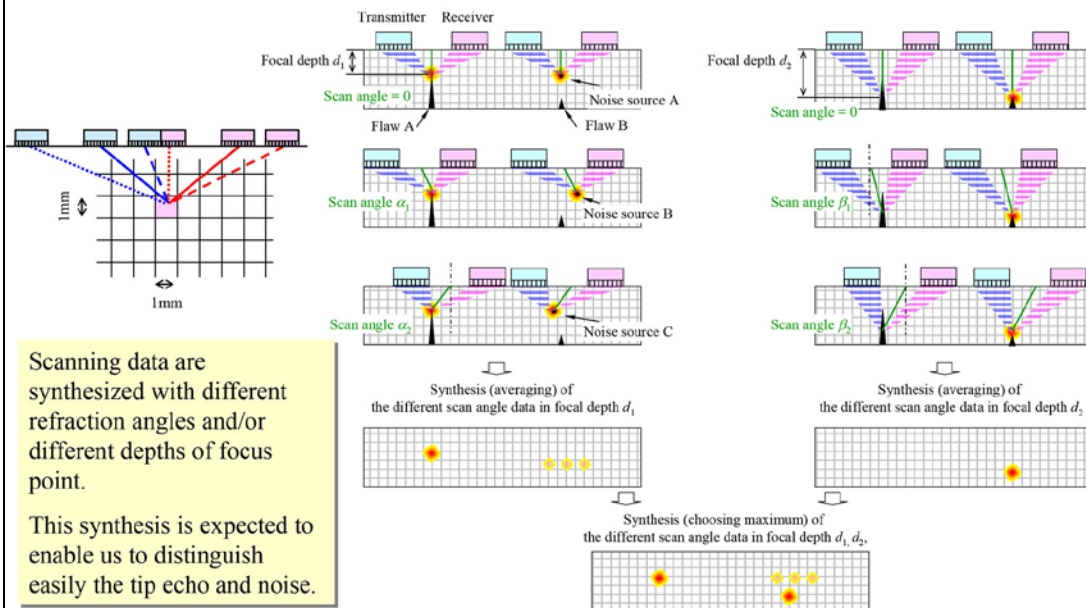 Transmitter Receiver
Focal depth d₁
Scan angle = 0
Noise source A
Flaw A
Flaw B
Scan angle α₁
Noise source B
Scan angle α₂
Noise source C
Synthesis (averaging) of
the different scan angle data in focal depth d₁
Focal depth d₂
Scan angle = 0
Scan angle β₁
Scan angle β₂
Synthesis (averaging) of
the different scan angle data in focal depth d₂
Synthesis (choosing maximum) of
the different scan angle data in focal depth d₁, d₂,
1mm
1mm
Scanning data are
synthesized with different
refraction angles and/or
different depths of focus
point.
This synthesis is expected to
enable us to distinguish
easily the tip echo and noise.